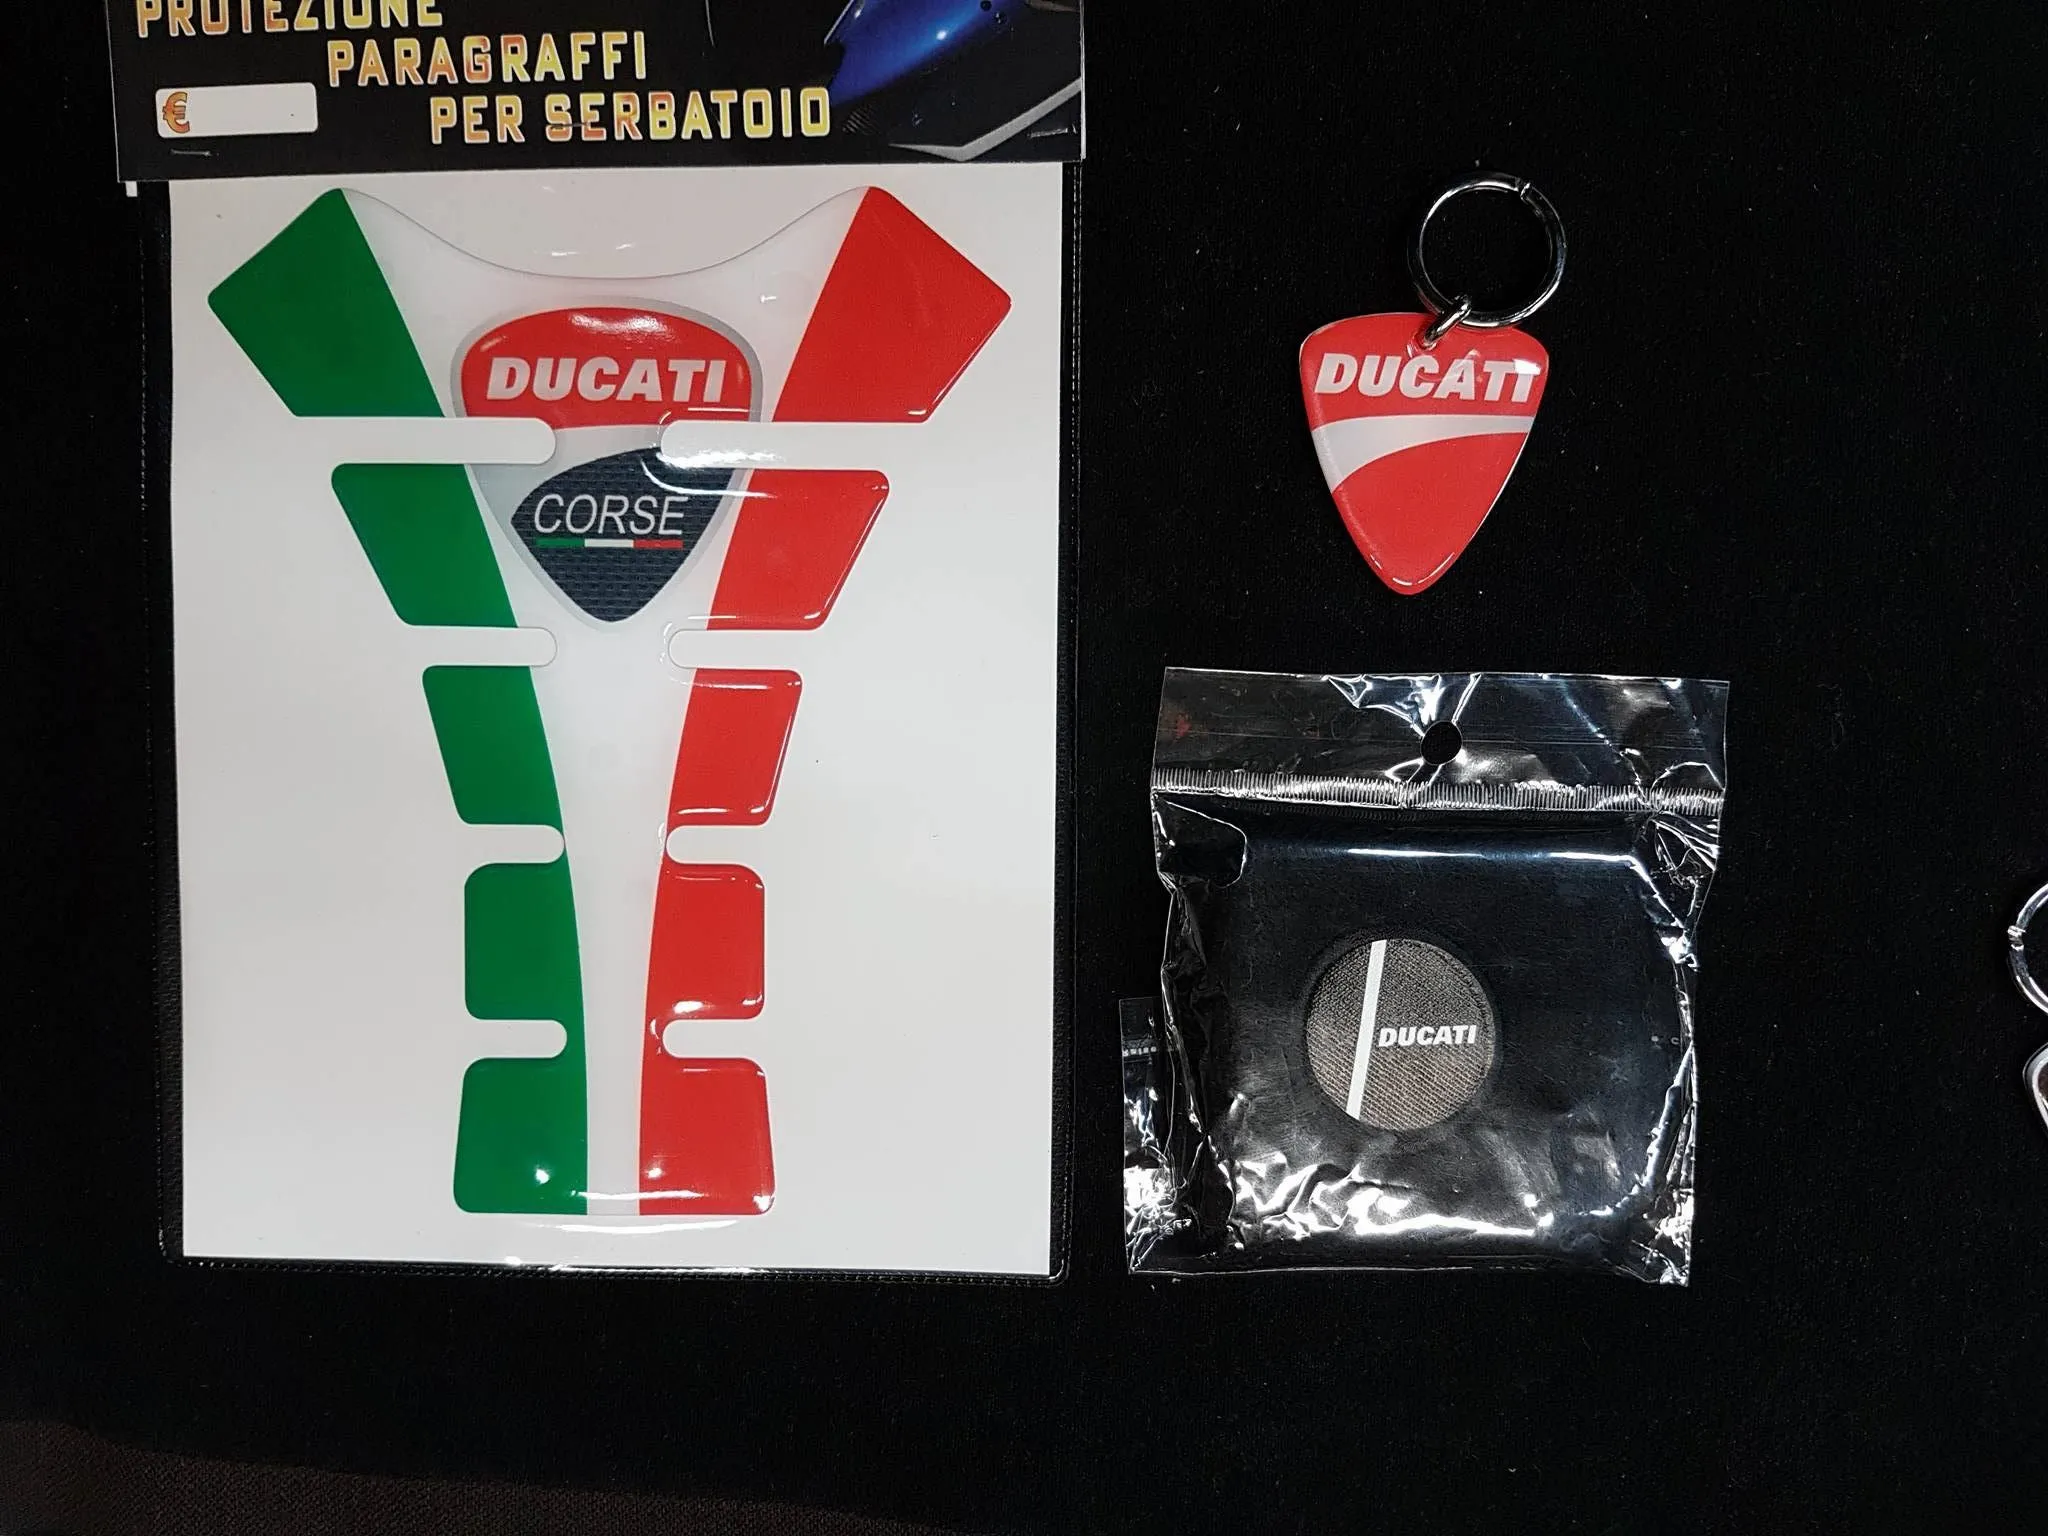 PROTEZIONE
PARAGRAFFI
€
PER SERBATOIO
DUCATI
CORSE
DUCATI
DUCATI